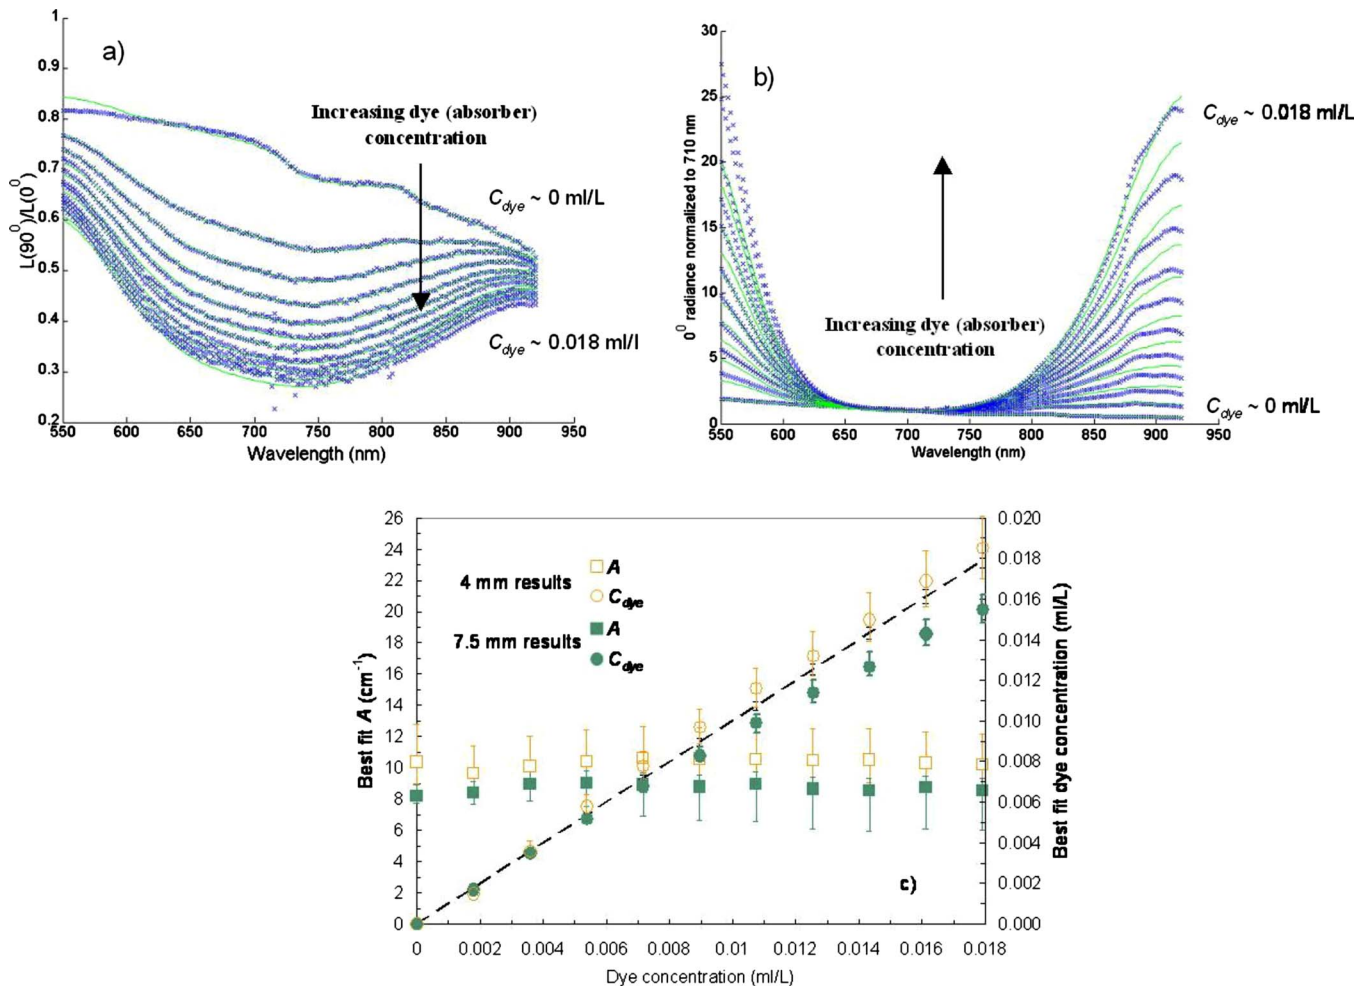 a)
1
0.9
0.8
0.7
0.6
0.5
0.4
0.3
0.2
L(90⁰)/L(0⁰)
Increasing dye (absorber)
concentration
C_dye ~ 0 ml/L
C_dye ~ 0.018 ml/l
550 600 650 700 750 800 850 900 950
Wavelength (nm)
b)
30
25
20
15
10
5
0
0⁰ radiance normalized to 710 nm
C_dye ~ 0.018 ml/L
Increasing dye (absorber)
concentration
C_dye ~ 0 ml/L
550 600 650 700 750 800 850 900 950
Wavelength (nm)
26
24
22
20
18
16
14
12
10
8
6
4
2
0
Best fit A (cm⁻¹)
4 mm results
A
C_dye
7.5 mm results
A
C_dye
c)
0.020
0.018
0.016
0.014
0.012
0.010
0.008
0.006
0.004
0.002
0.000
Best fit dye concentration (ml/L)
0 0.002 0.004 0.006 0.008 0.01 0.012 0.014 0.016 0.018
Dye concentration (ml/L)